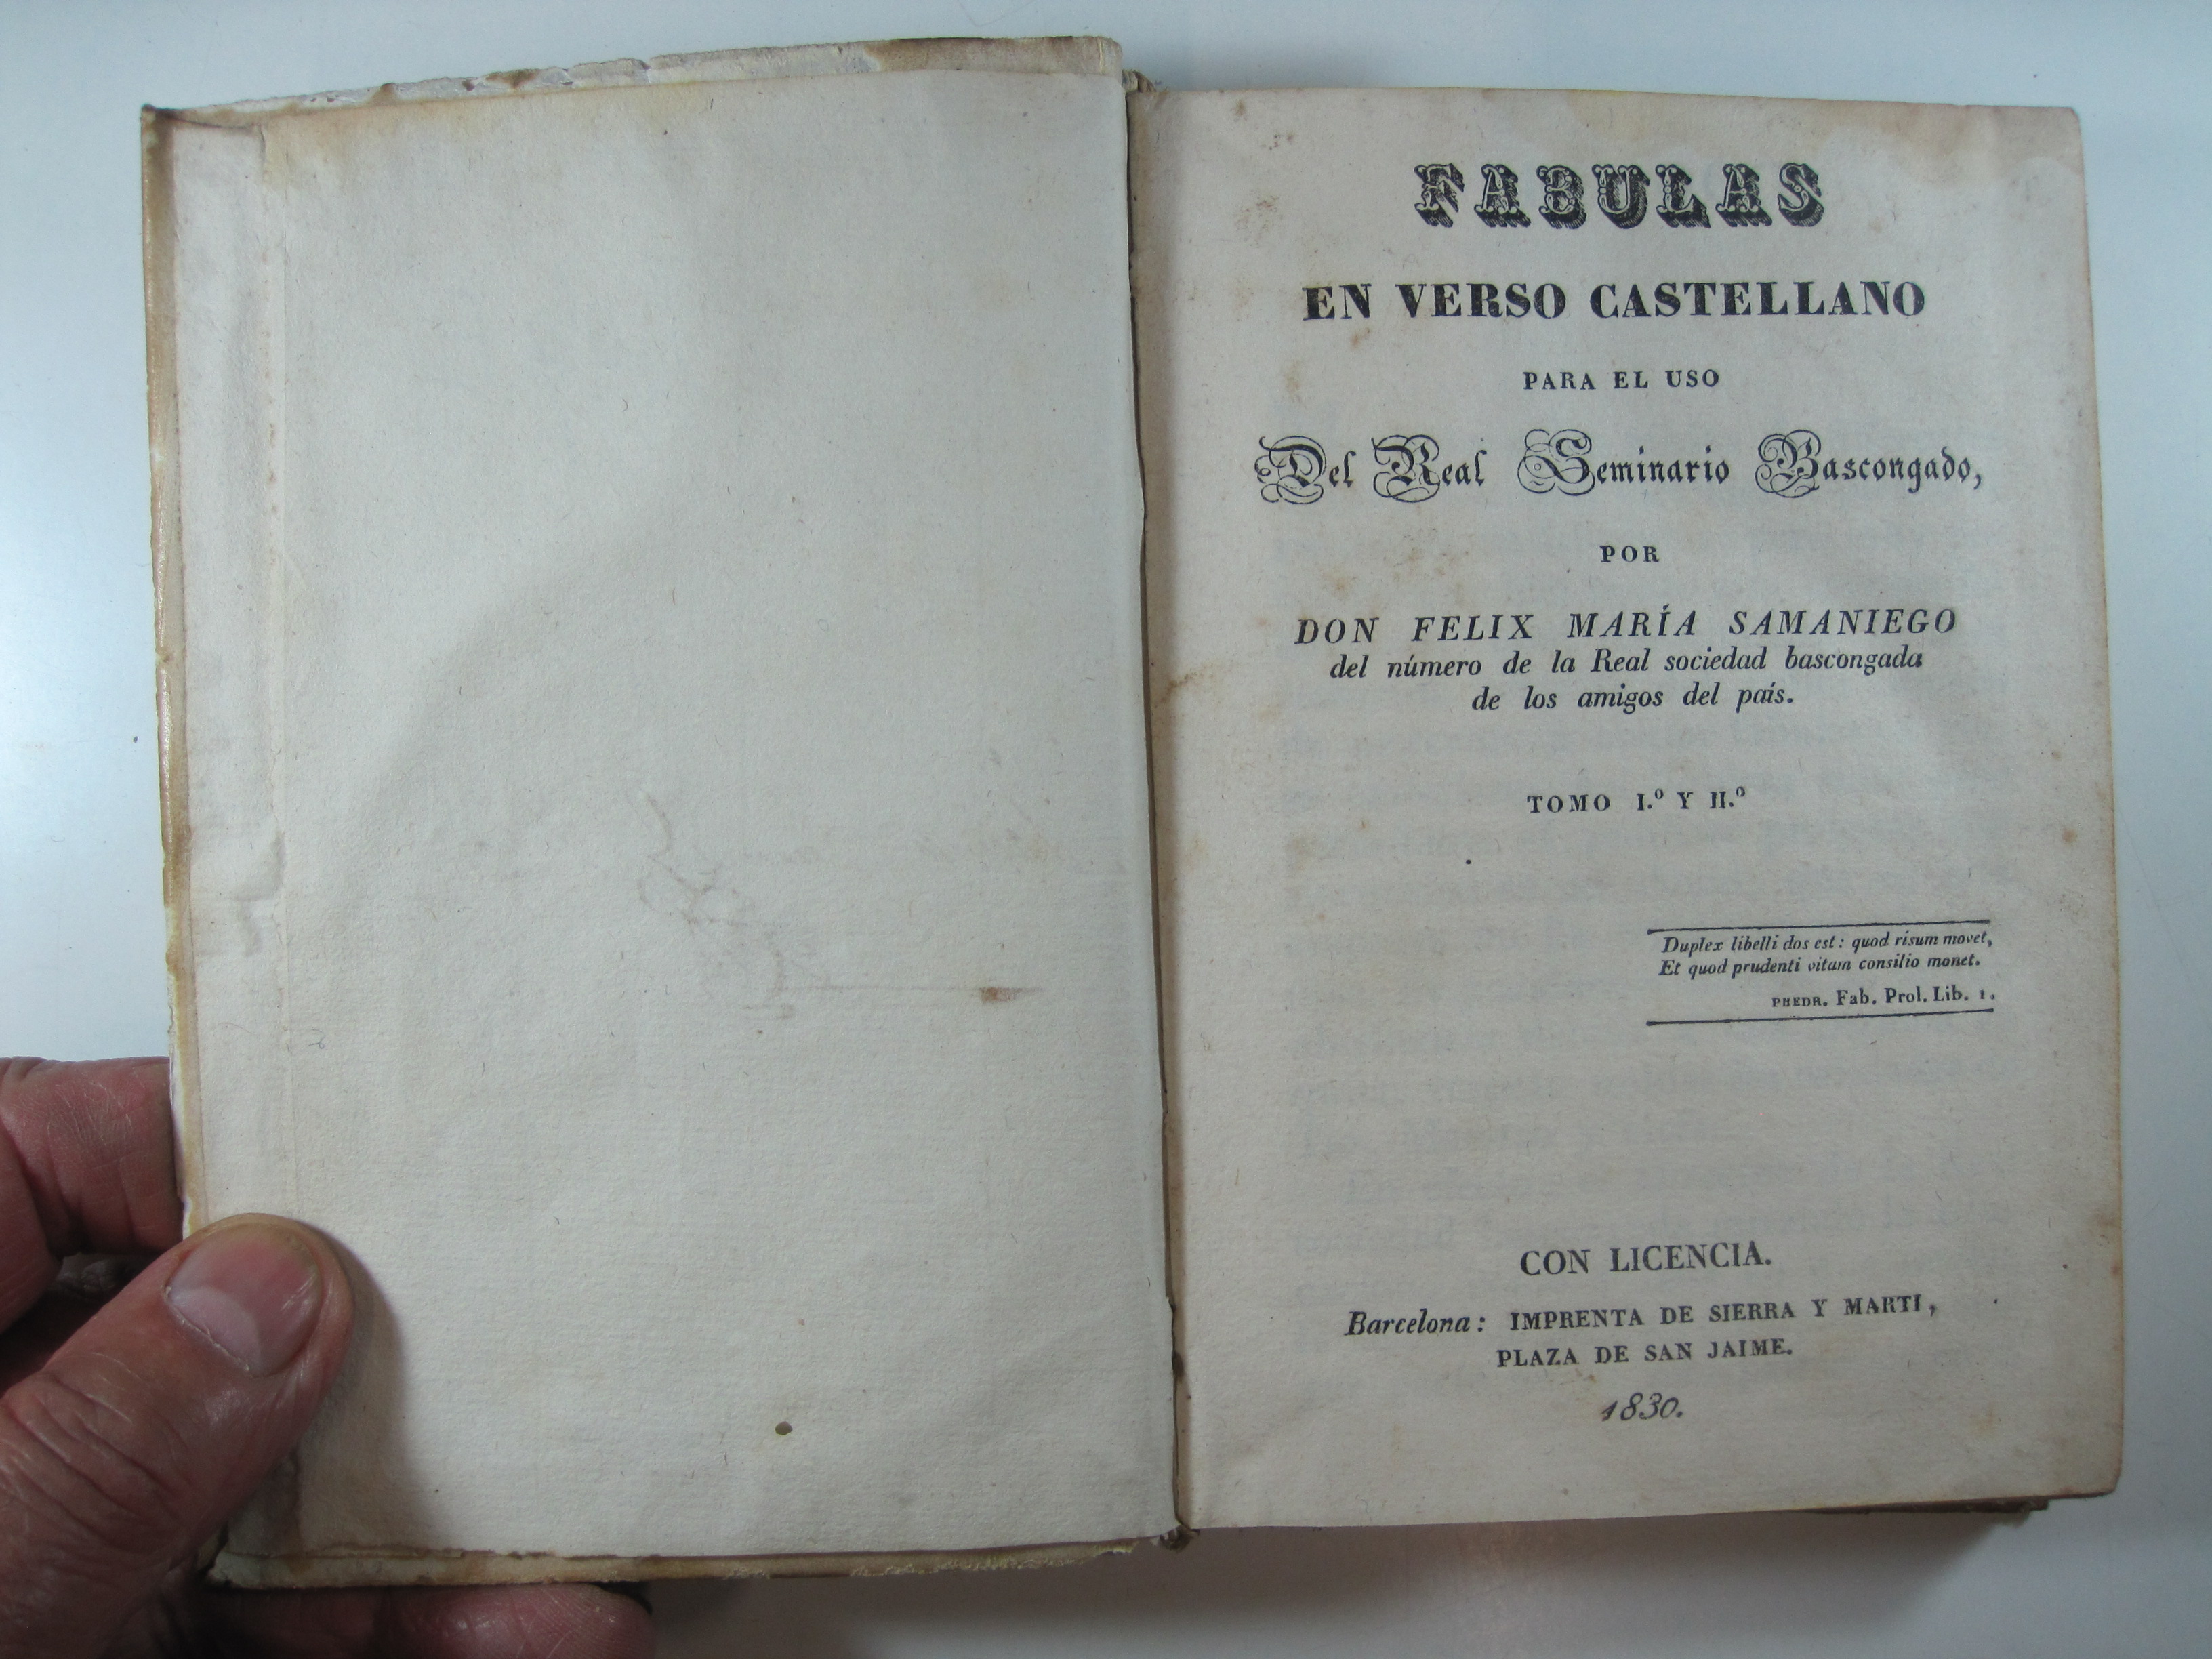 FABULAS
EN VERSO CASTELLANO
PARA EL USO
Del Real Seminario Bascongado,
POR
DON FELIX MARÍA SAMANIEGO
del número de la Real sociedad bascongada
de los amigos del país.
TOMO I.º Y II.º
Duplex libelli dos est: quod risum movet,
Et quod prudenti vitam consilio monet.
PHEDR. Fab. Prol. Lib. 1.
CON LICENCIA.
Barcelona: IMPRENTA DE SIERRA Y MARTI,
PLAZA DE SAN JAIME.
1830.